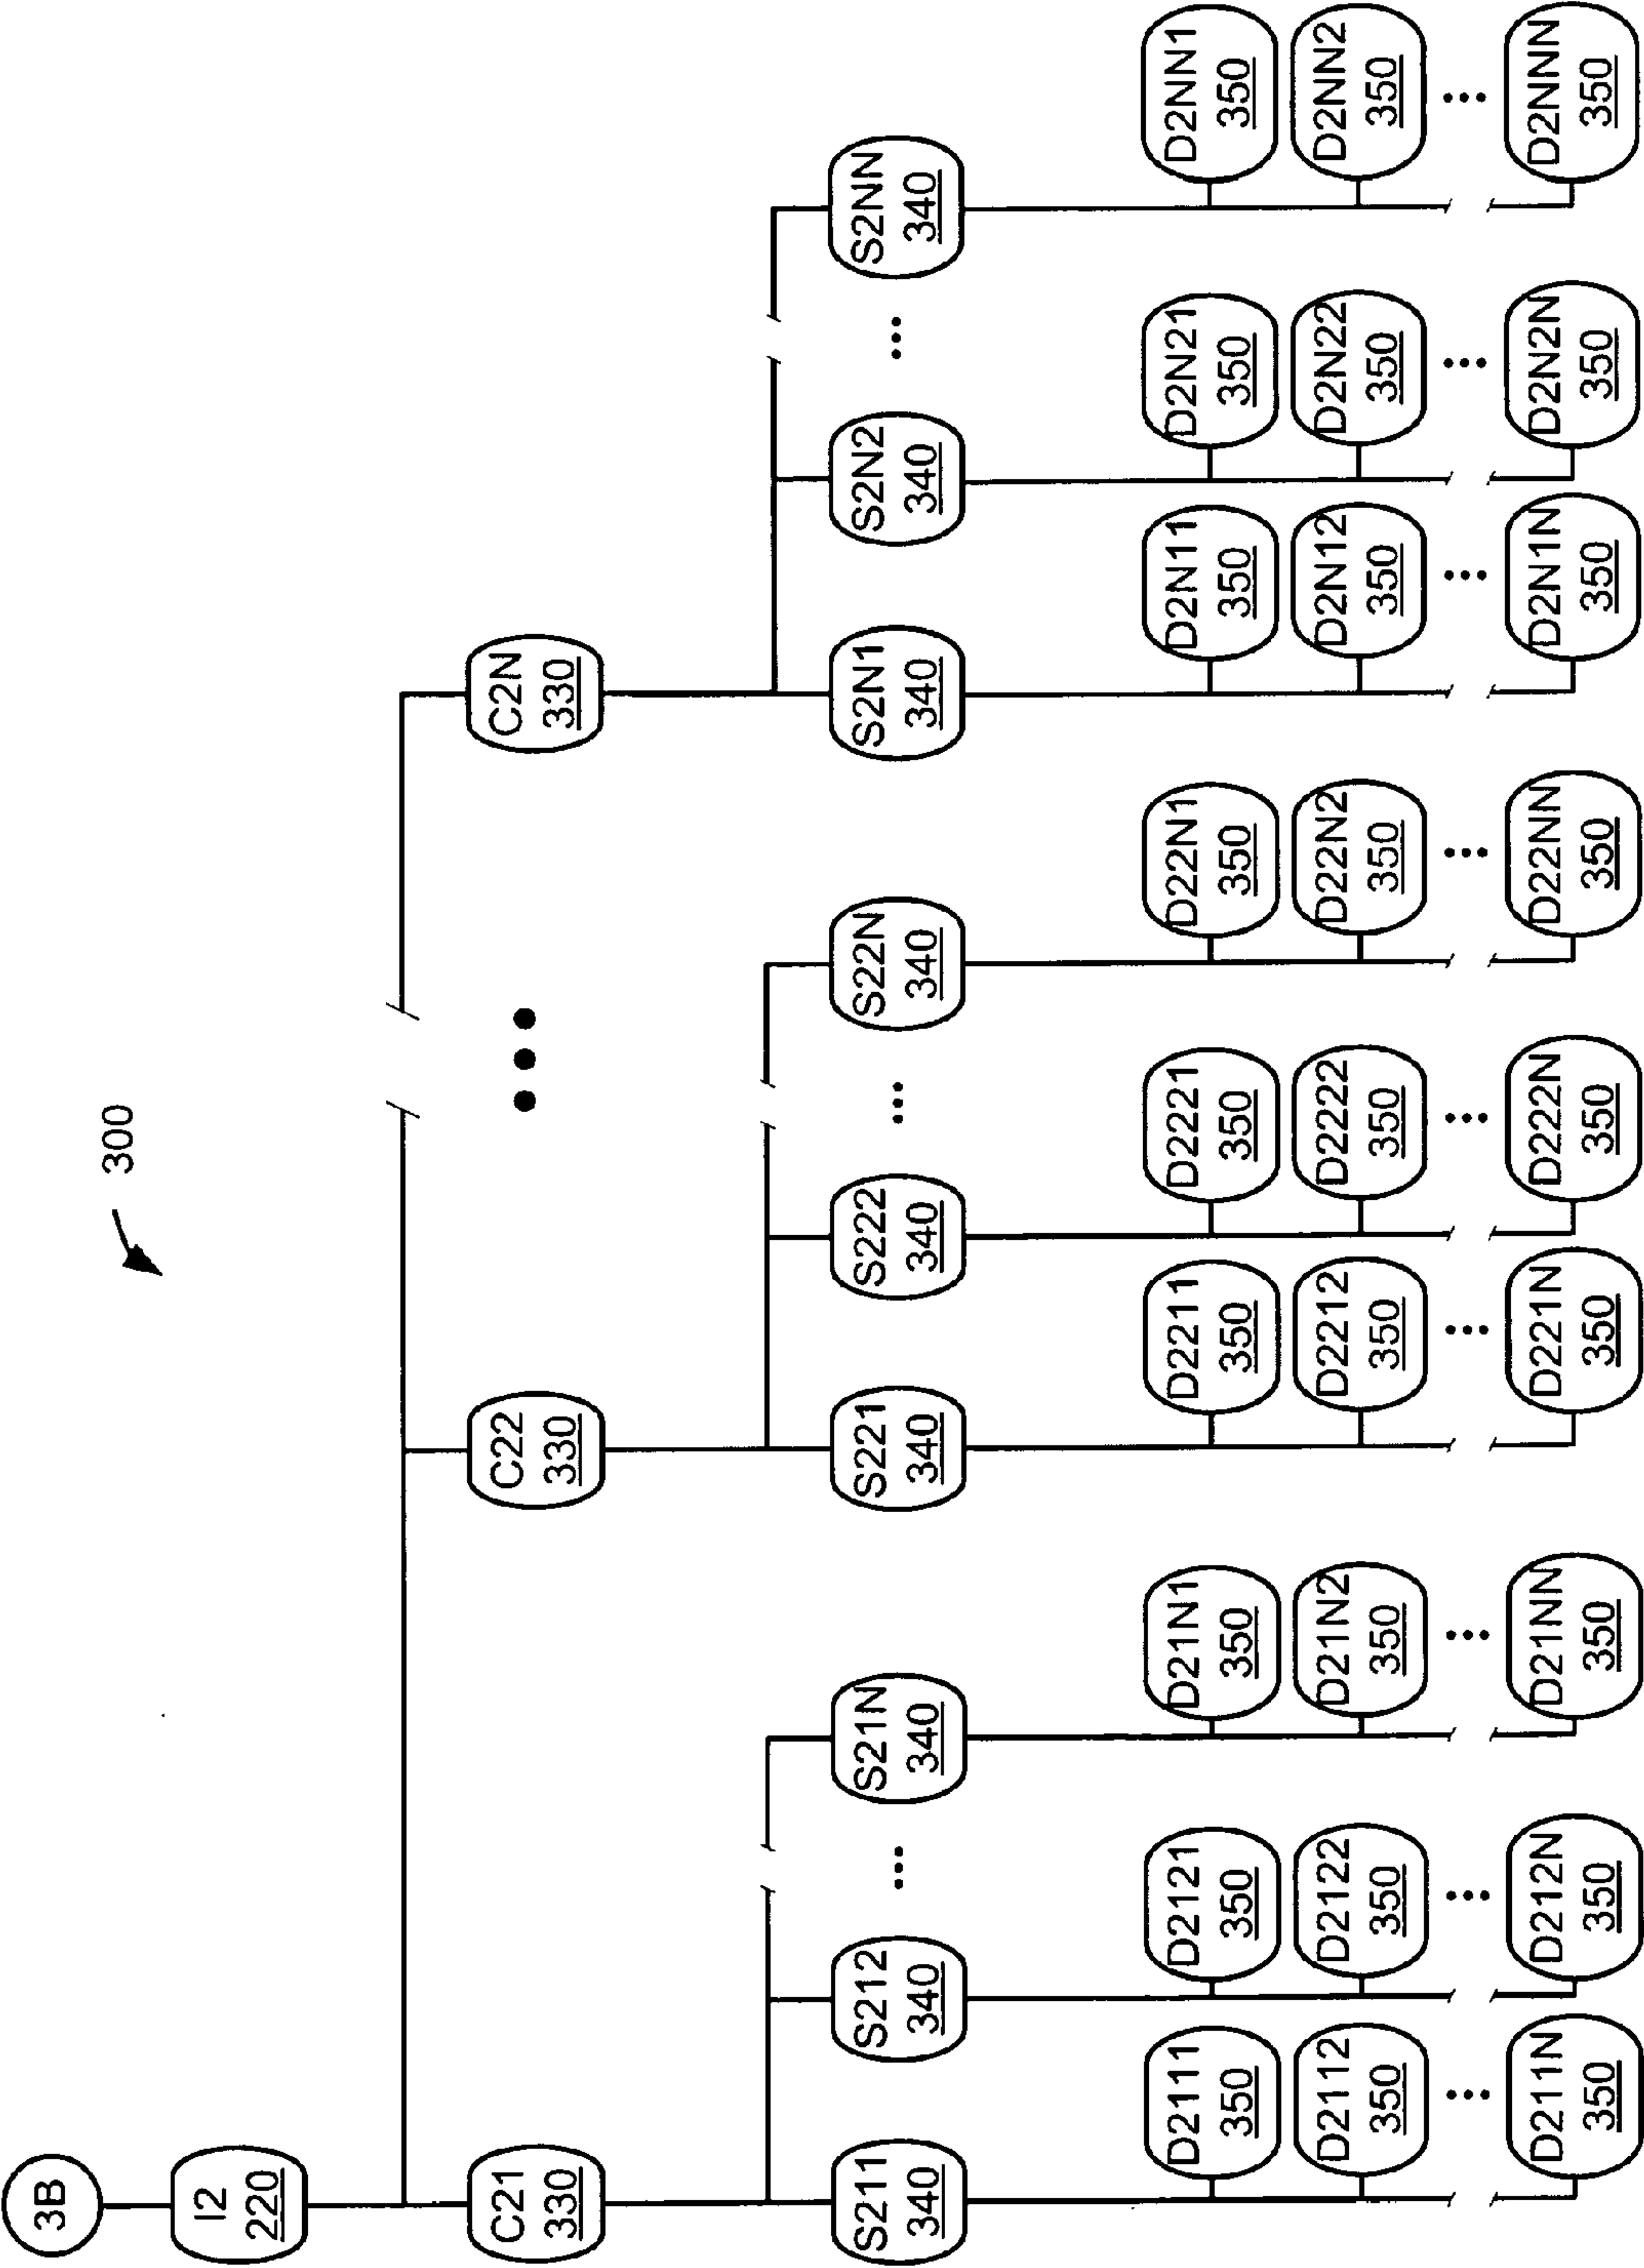 300
3B
I2
220
C21
330
C22
330
•••
C2N
330
S211
340
S212
340
•••
S21N
340
S221
340
S222
340
•••
S22N
340
S2N1
340
S2N2
340
•••
S2NN
340
D2111
350
D2121
350
D21N1
350
D2211
350
D2221
350
D22N1
350
D2N11
350
D2N21
350
D2NN1
350
D2112
350
D2122
350
D21N2
350
D2212
350
D2222
350
D22N2
350
D2N12
350
D2N22
350
D2NN2
350
•••
•••
•••
•••
•••
•••
•••
•••
•••
D211N
350
D212N
350
D21NN
350
D221N
350
D222N
350
D22NN
350
D2N1N
350
D2N2N
350
D2NNN
350